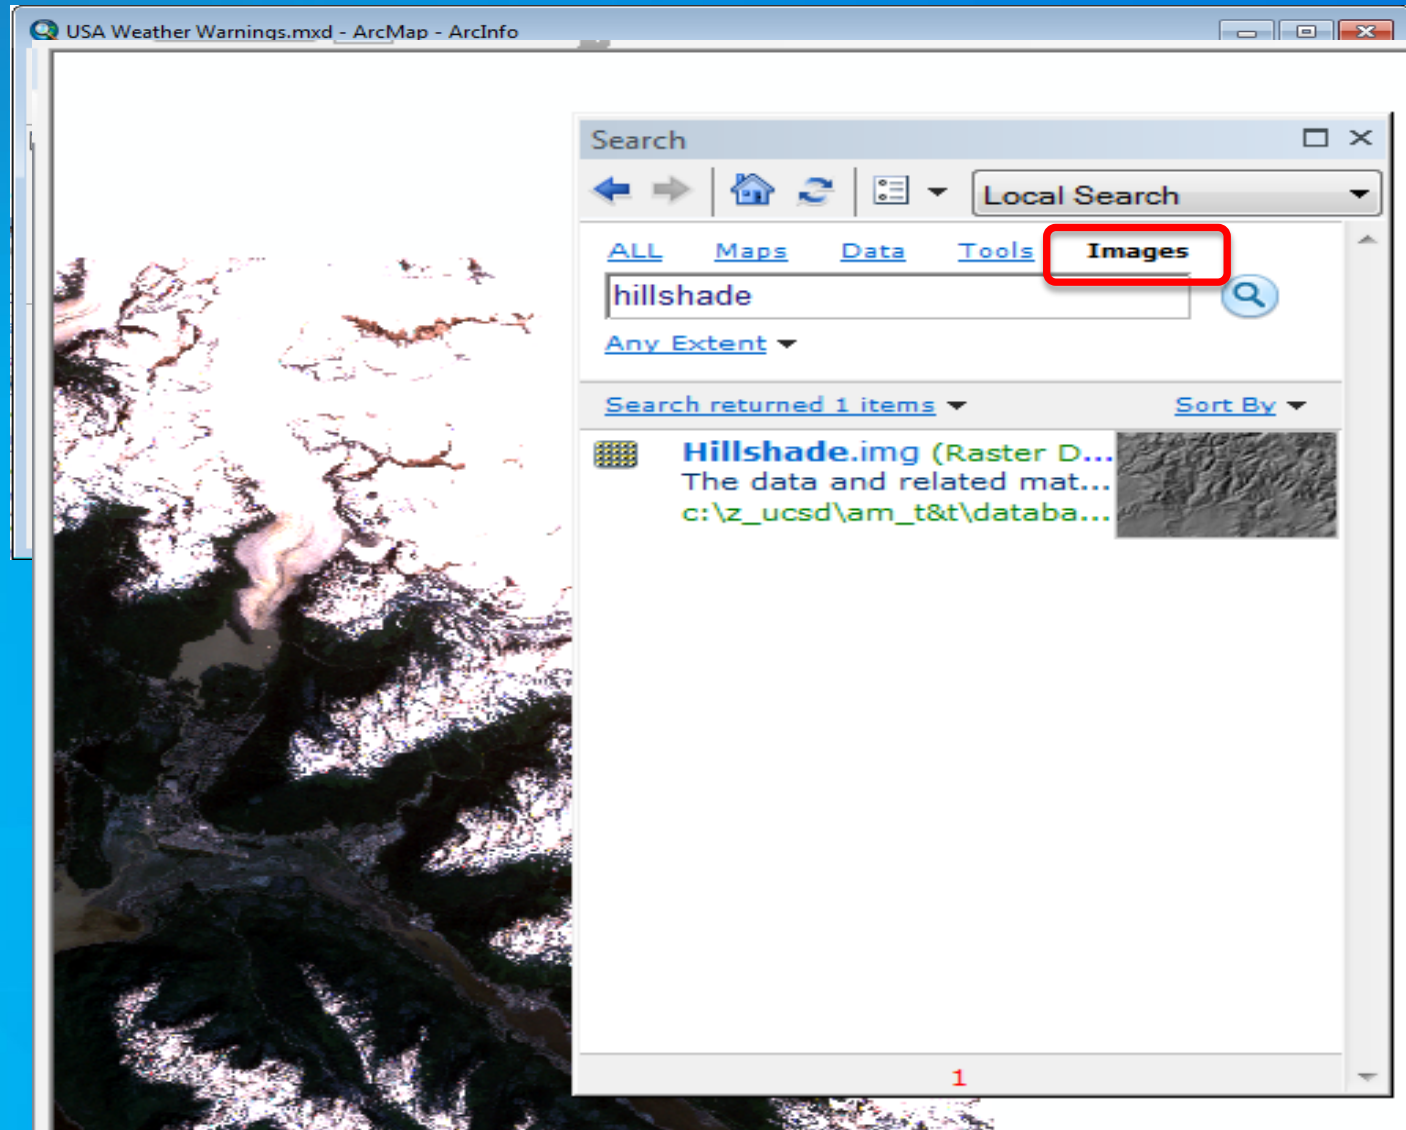 USA Weather Warnings.mxd - ArcMap - ArcInfo
Search
Local Search
ALL Maps Data Tools Images
hillshade
Any Extent
Search returned 1 items Sort By
Hillshade.img (Raster D...
The data and related mat...
c:\z_ucsd\am_t&t\databa...
1